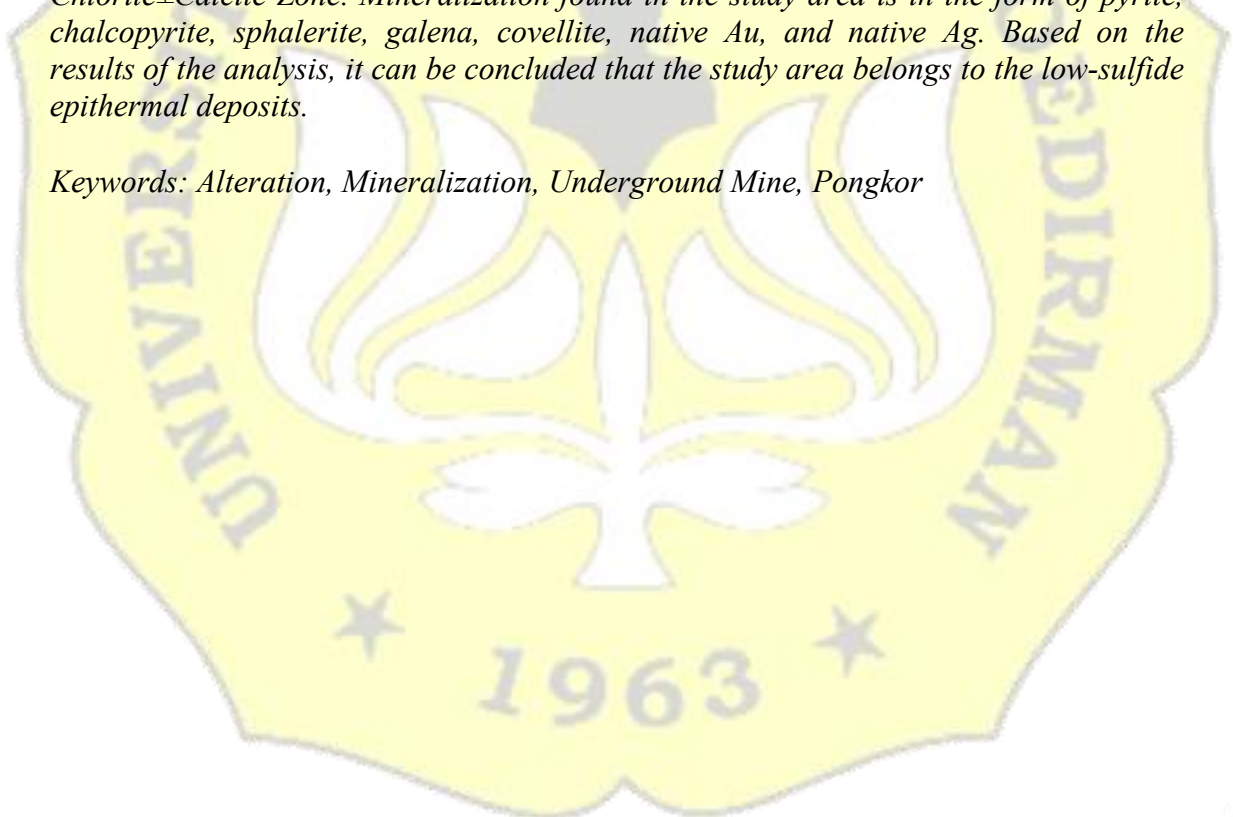 Chlorite±Calcite Zone. Mineralization found in the study area is in the form of pyrite,
chalcopyrite, sphalerite, galena, covellite, native Au, and native Ag. Based on the
results of the analysis, it can be concluded that the study area belongs to the low-sulfide
epithermal deposits.
Keywords: Alteration, Mineralization, Underground Mine, Pongkor
UNIVERSI
OEDIRMAN
1963